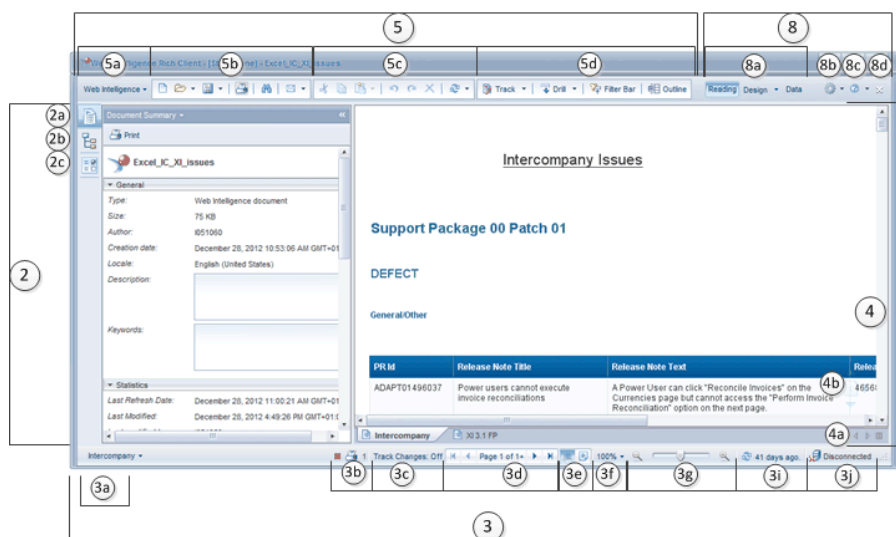 5
8
Web Intelligence Rich Client - [Standalone] - Excel_IC_XI_issues
5a
5b
5c
5d
8a
8b
8c
8d
Web Intelligence
Track
Drill
Filter Bar
Outline
Reading
Design
Data
2a
2b
2c
2
Document Summary
Print
Excel_IC_XI_issues
General
Type: Web Intelligence document
Size: 75 KB
Author: I051060
Creation date: December 28, 2012 10:53:06 AM GMT+01
Locale: English (United States)
Description:
Keywords:
Statistics
Last Refresh Date: December 28, 2012 11:00:21 AM GMT+01
Last Modified: December 28, 2012 4:49:26 PM GMT+01:0
Intercompany Issues
Support Package 00 Patch 01
DEFECT
General/Other
4
PR Id
Release Note Title
Release Note Text
Relea
ADAPT01496037
Power users cannot execute
invoice reconciliations
A Power User can click "Reconcile Invoices" on the
Currencies page but cannot access the "Perform Invoice
Reconciliation" option on the next page.
4b
4656
Intercompany
XI 3.1 FP
4a
Intercompany
1
Track Changes: Off
Page 1 of 1+
100%
41 days ago.
Disconnected
3a
3b
3c
3d
3e
3f
3g
3i
3j
3